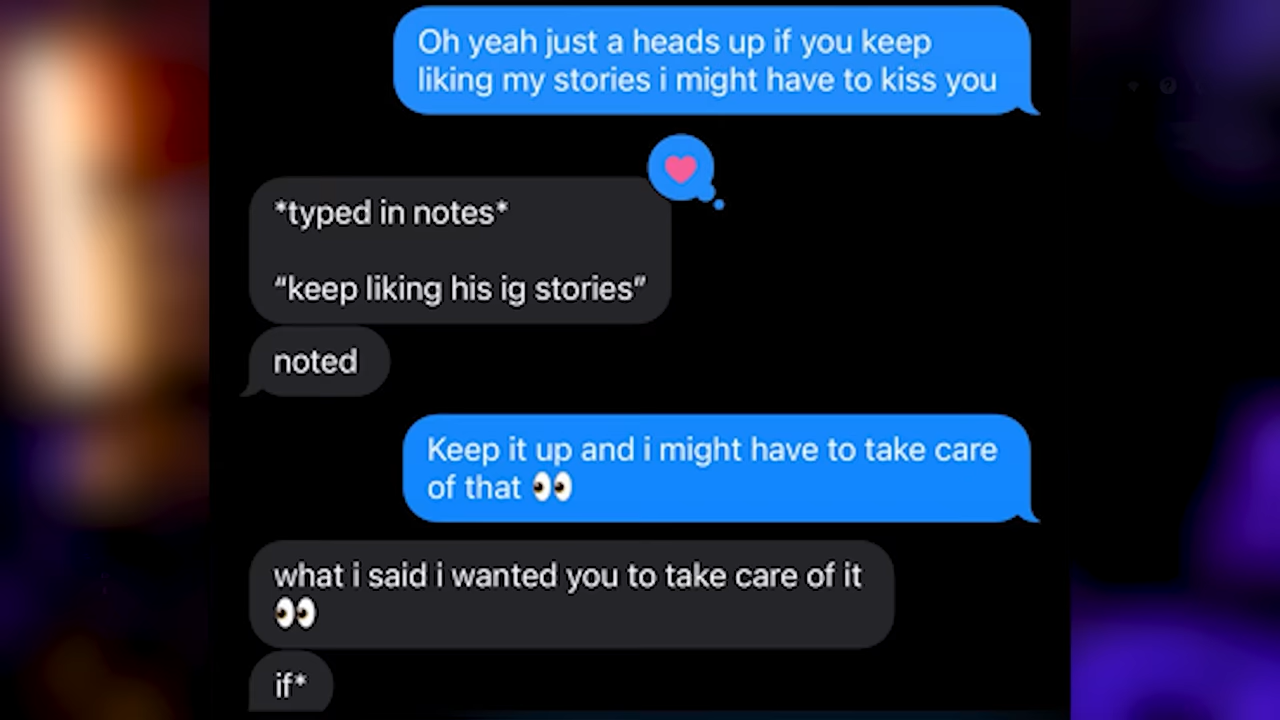 Oh yeah just a heads up if you keep
liking my stories i might have to kiss you
*typed in notes*
“keep liking his ig stories”
noted
Keep it up and i might have to take care
of that 👀
what i said i wanted you to take care of it
👀
if*